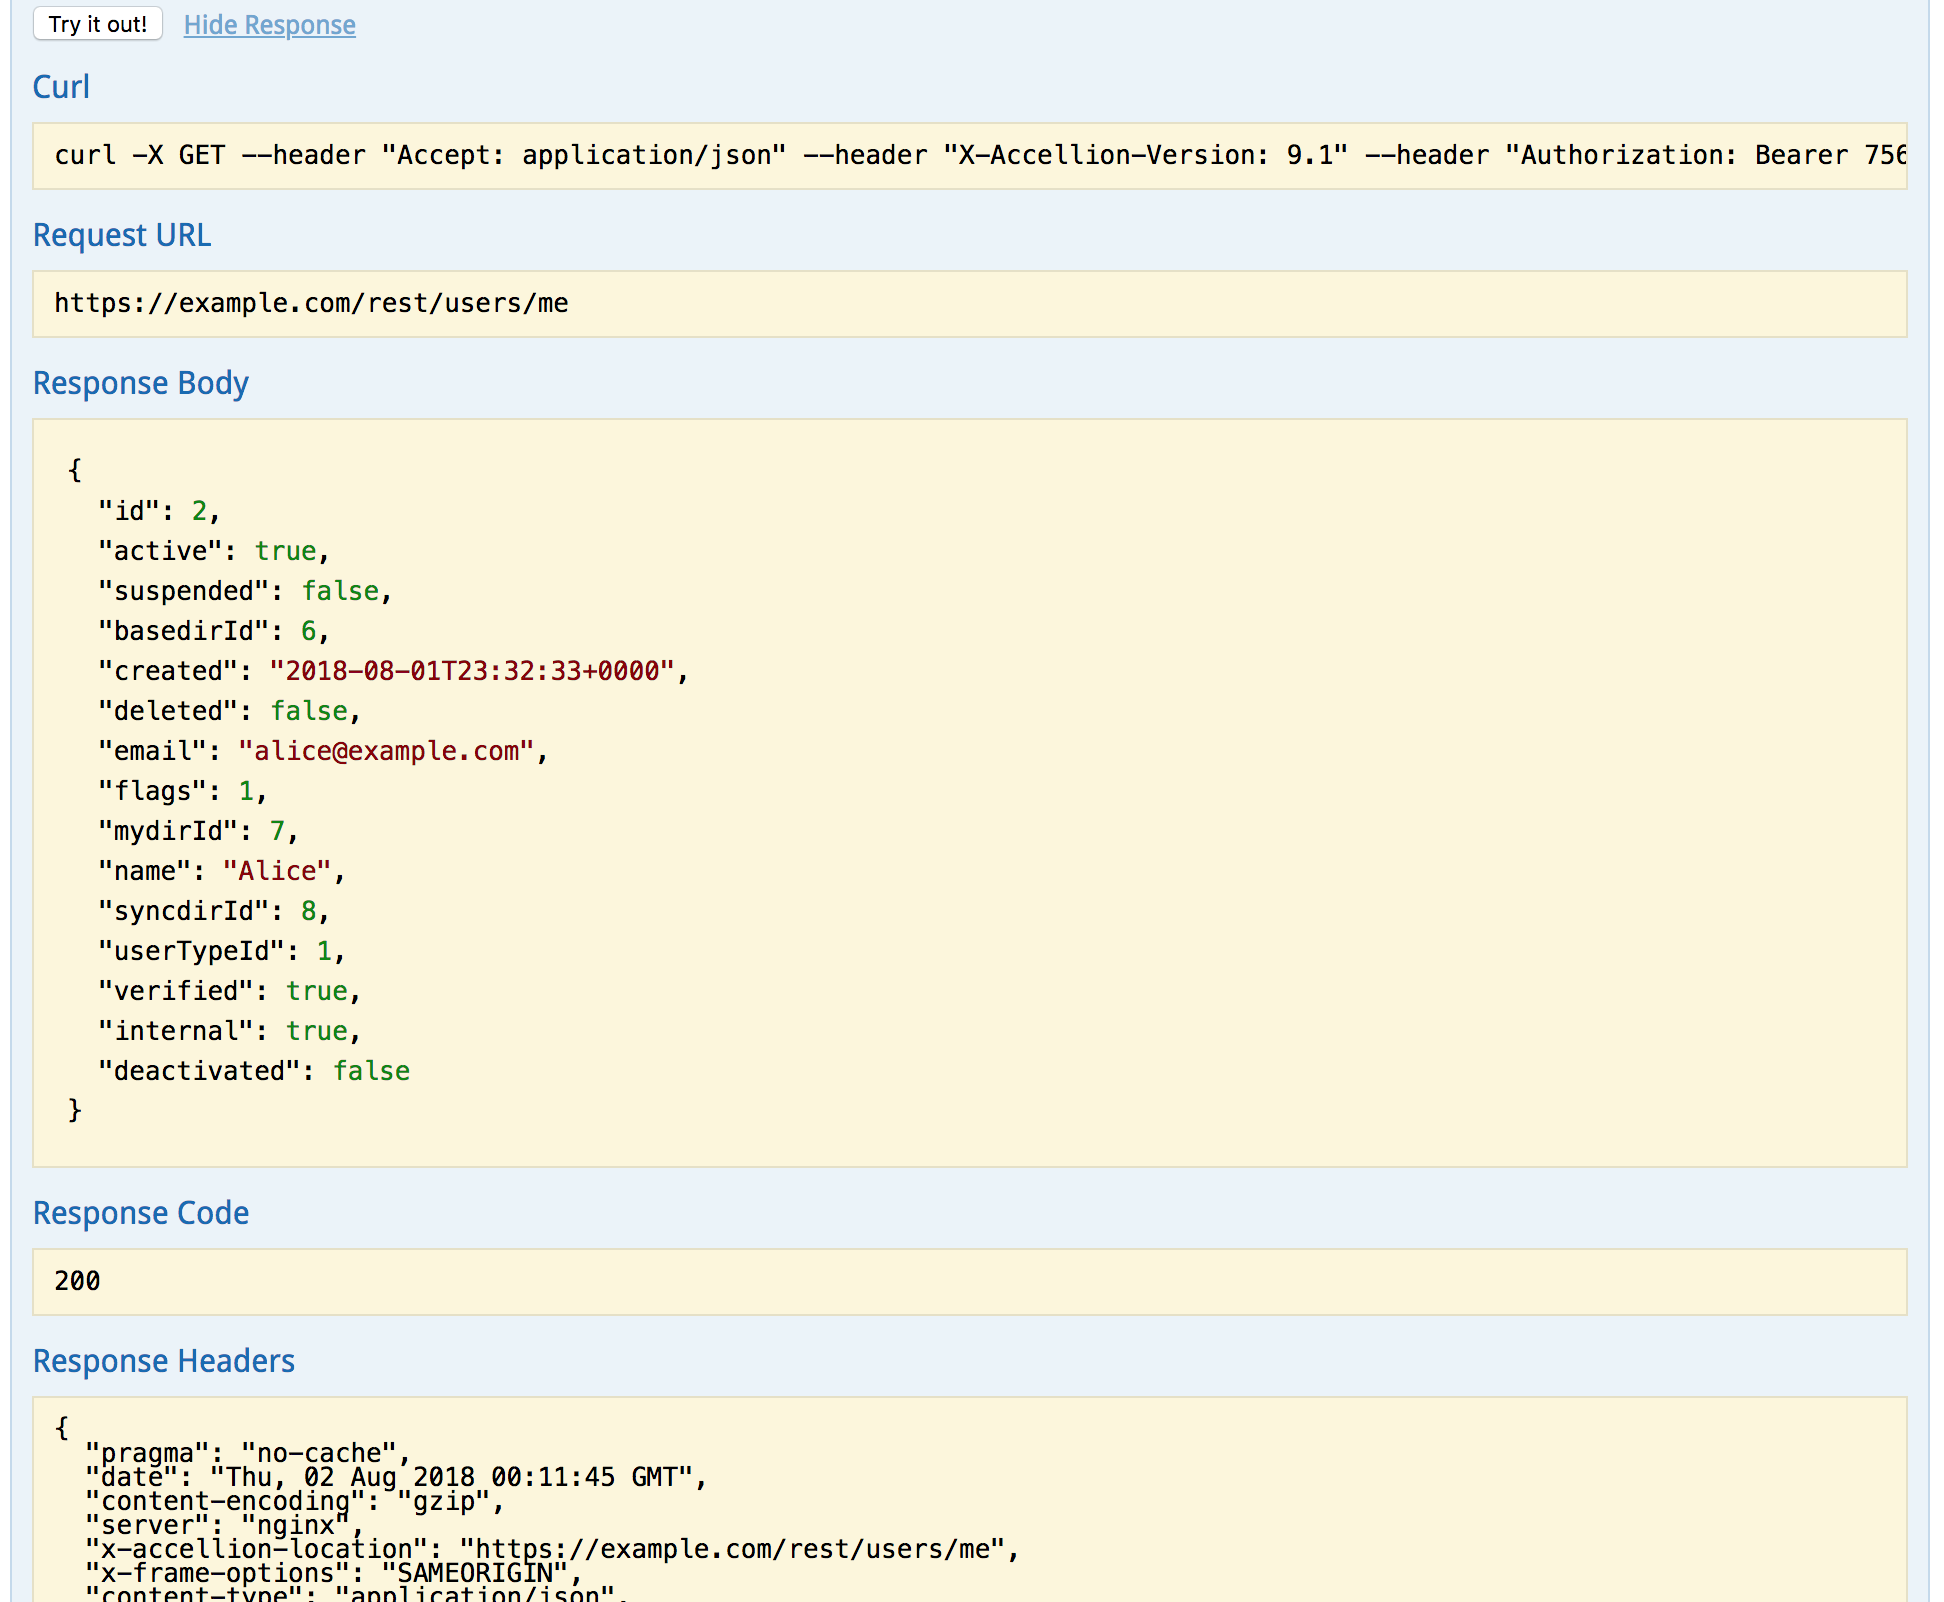 Try it out! Hide Response
Curl
curl -X GET --header "Accept: application/json" --header "X-Accellion-Version: 9.1" --header "Authorization: Bearer 756
Request URL
https://example.com/rest/users/me
Response Body
{
"id": 2,
"active": true,
"suspended": false,
"basedirId": 6,
"created": "2018-08-01T23:32:33+0000",
"deleted": false,
"email": "alice@example.com",
"flags": 1,
"mydirId": 7,
"name": "Alice",
"syncdirId": 8,
"userTypeId": 1,
"verified": true,
"internal": true,
"deactivated": false
}
Response Code
200
Response Headers
{
"pragma": "no-cache",
"date": "Thu, 02 Aug 2018 00:11:45 GMT",
"content-encoding": "gzip",
"server": "nginx",
"x-accellion-location": "https://example.com/rest/users/me",
"x-frame-options": "SAMEORIGIN",
"content-type": "application/json",